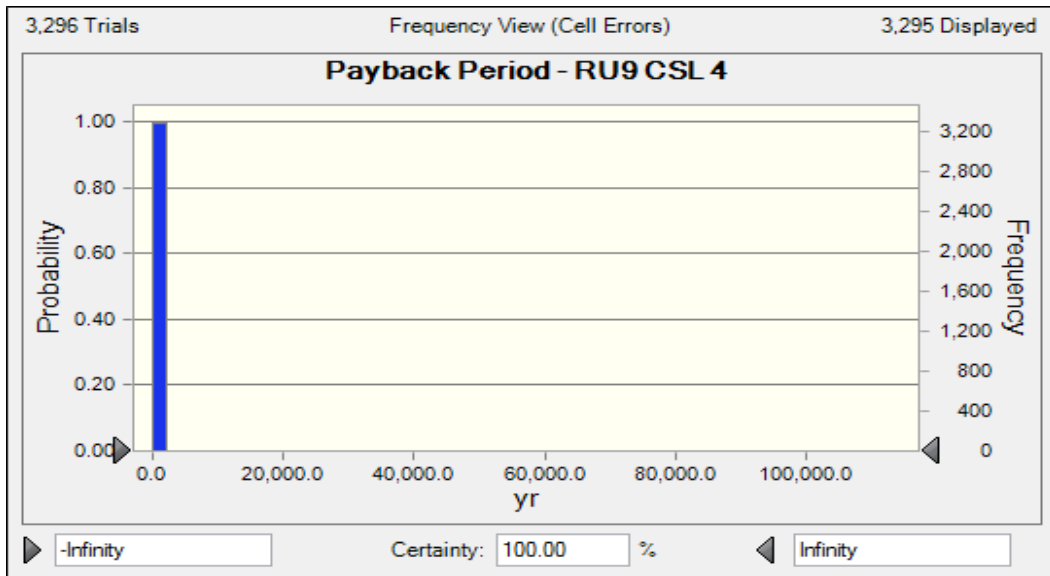 3,296 Trials Frequency View (Cell Errors) 3,295 Displayed
Payback Period - RU9 CSL 4
1.00
0.80
0.60
0.40
0.20
0.00
Probability
3,200
2,800
2,400
2,000
1,600
1,200
800
400
0
Frequency
0.0 20,000.0 40,000.0 60,000.0 80,000.0 100,000.0
yr
-Infinity Certainty: 100.00 % Infinity